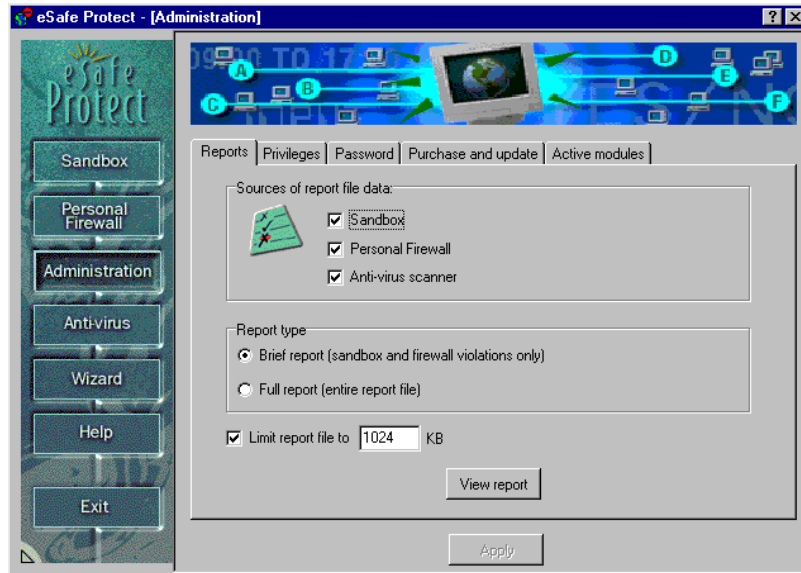 eSafe Protect - [Administration]
eSafe
Protect
Sandbox
Personal
Firewall
Administration
Anti-virus
Wizard
Help
Exit
A
B
C
D
E
F
Reports
Privileges
Password
Purchase and update
Active modules
Sources of report file data:
Sandbox
Personal Firewall
Anti-virus scanner
Report type
Brief report (sandbox and firewall violations only)
Full report (entire report file)
Limit report file to 1024 KB
View report
Apply